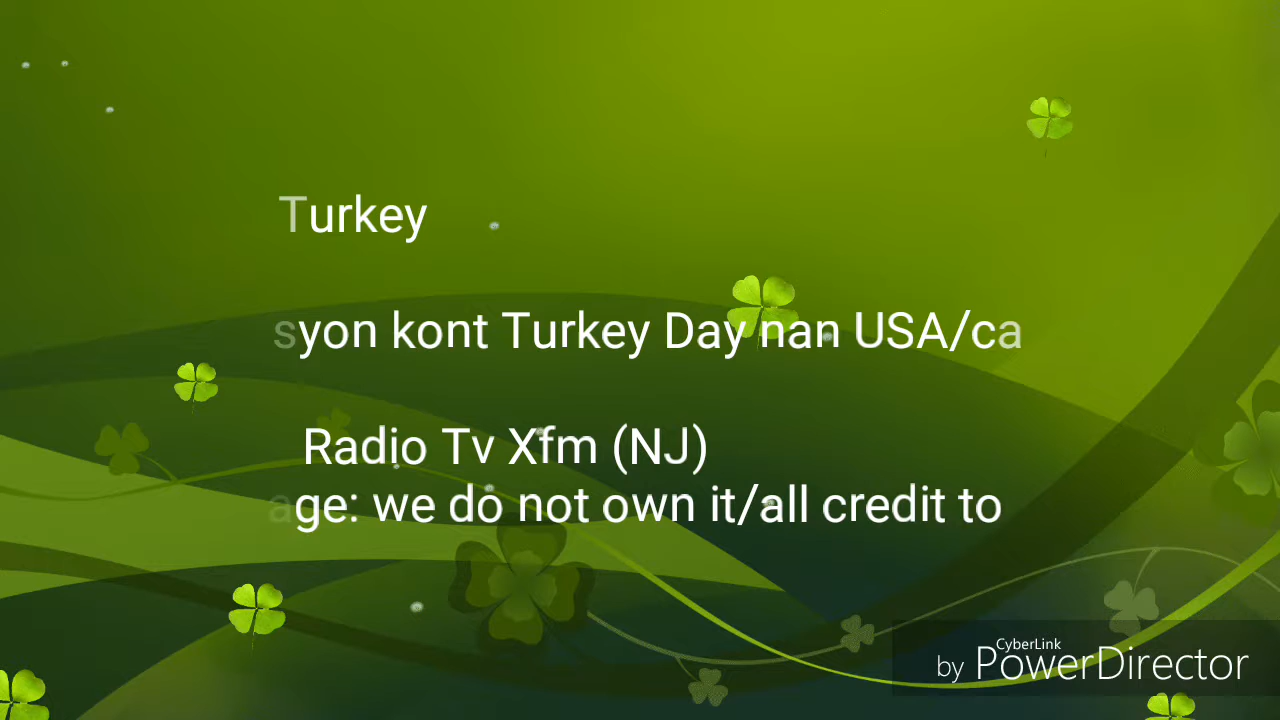 Turkey
syon kont Turkey Day nan USA/ca
Radio Tv Xfm (NJ)
age: we do not own it/all credit to
CyberLink
by PowerDirector